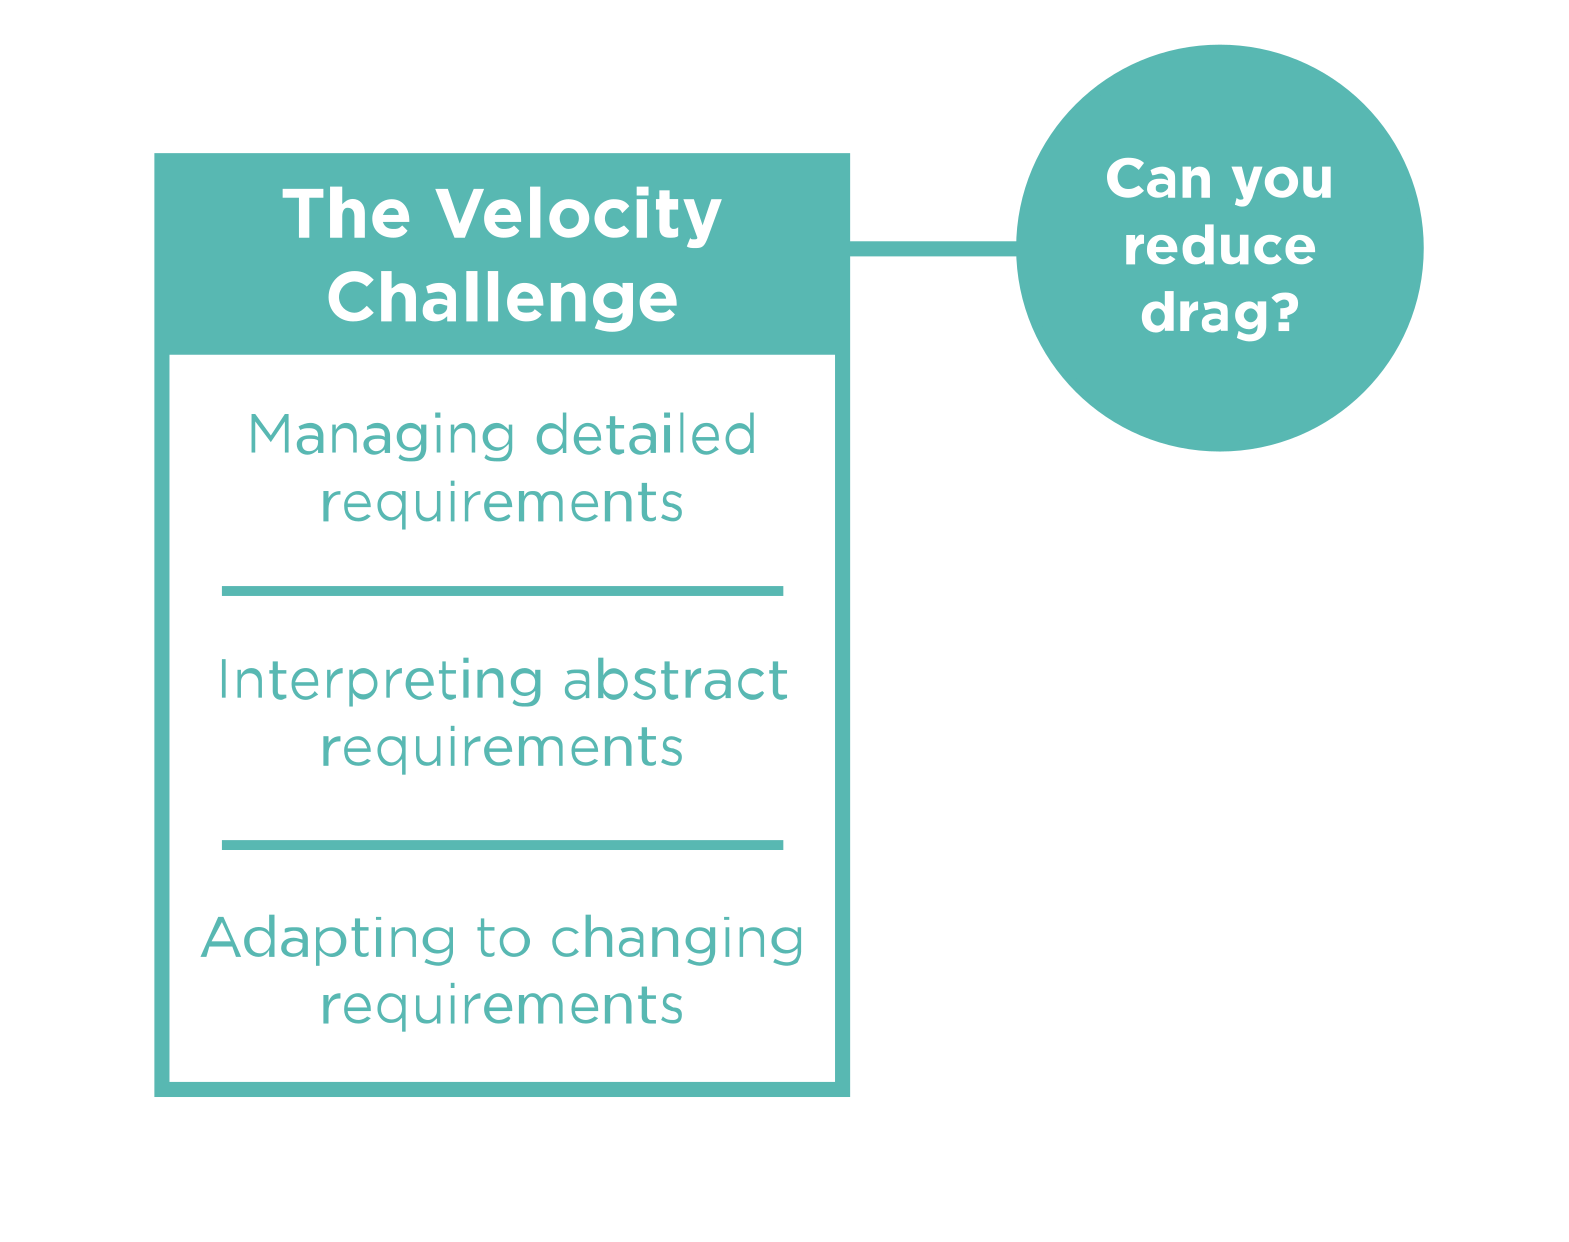 The Velocity
Challenge
Can you
reduce
drag?
Managing detailed
requirements
Interpreting abstract
requirements
Adapting to changing
requirements